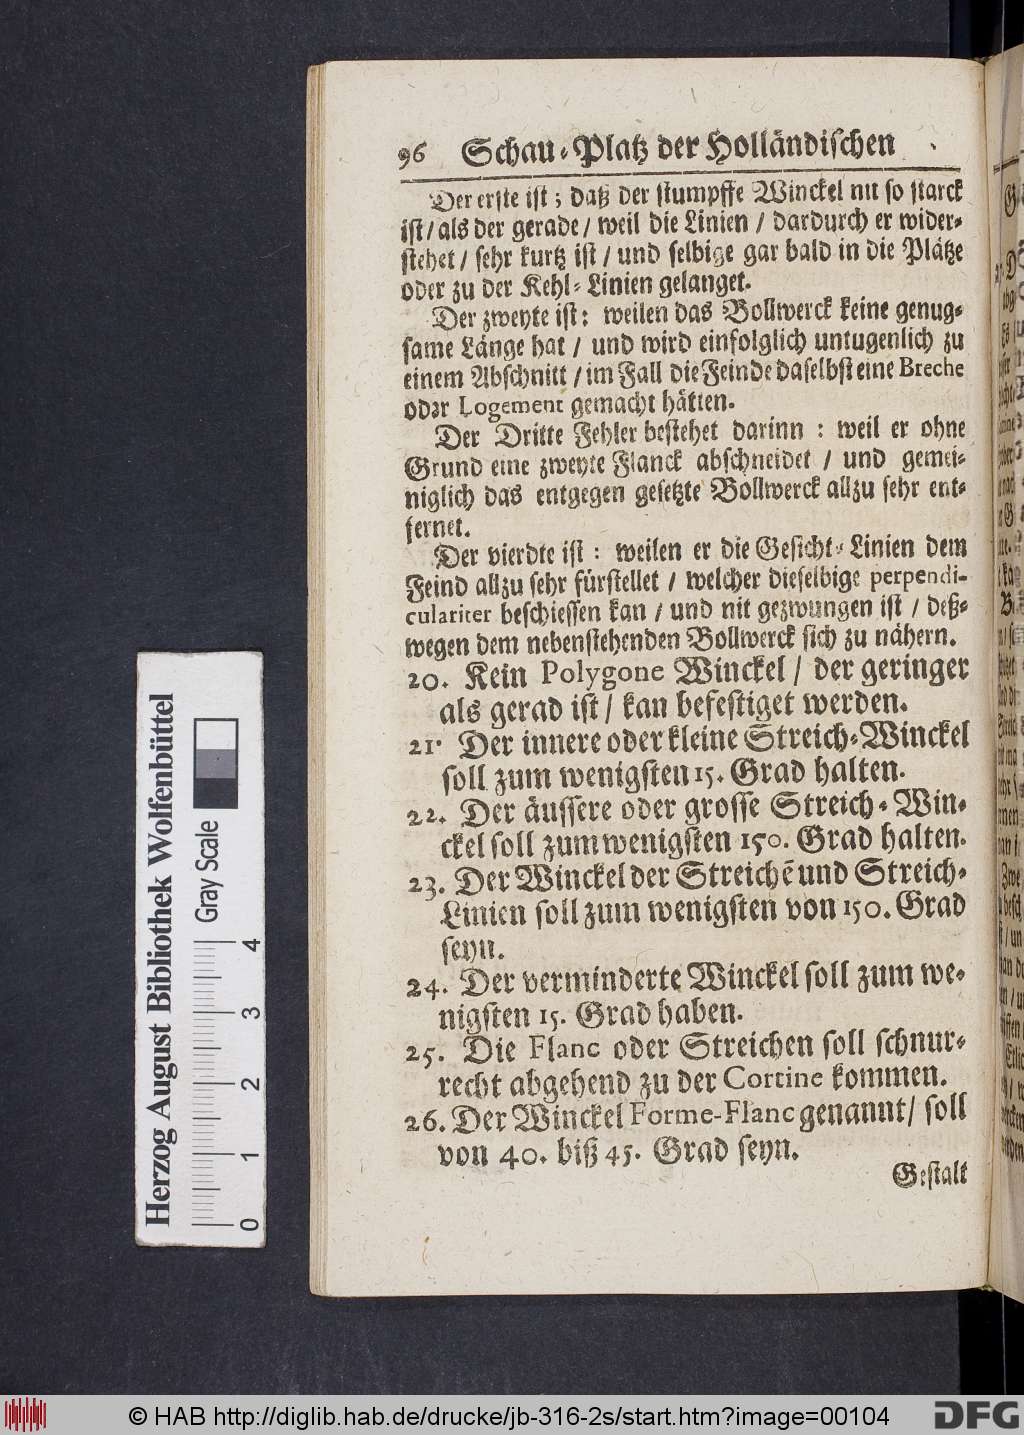 96 Schau-Platz der Holländischen
Der erste ist; daß der stumpffe Winckel nit so starck
ist/ als der gerade/ weil die Linien/ dardurch er wider-
stehet/ sehr kurtz ist/ und selbige gar bald in die Plätze
oder zu der Kehl-Linien gelanget.
Der zweyte ist: weilen das Bollwerck keine genug-
same Länge hat/ und wird einfolglich untugenlich zu
einem Abschnitt/ im Fall die Feinde daselbst eine Breche
oder Logement gemacht hätten.
Der Dritte Fehler bestehet darinn: weil er ohne
Grund eine zweyte Flanck abschneidet/ und gemei-
niglich das entgegen gesetzte Bollwerck allzu sehr ent-
fernet.
Der vierdte ist: weilen er die Gesicht-Linien dem
Feind allzu sehr fürstellet/ welcher dieselbige perpendi-
culariter beschiessen kan/ und nit gezwungen ist/ deß-
wegen dem nebenstehenden Bollwerck sich zu nähern.
20. Kein Polygone Winckel/ der geringer
als gerad ist/ kan befestiget werden.
21. Der innere oder kleine Streich-Winckel
soll zum wenigsten 15. Grad halten.
22. Der äussere oder grosse Streich-Win-
ckel soll zum wenigsten 150. Grad halten.
23. Der Winckel der Streichē und Streich-
Linien soll zum wenigsten von 150. Grad
seyn.
24. Der verminderte Winckel soll zum we-
nigsten 15. Grad haben.
25. Die Flanc oder Streichen soll schnur-
recht abgehend zu der Cortine kommen.
26. Der Winckel Forme-Flanc genannt/ soll
von 40. biß 45. Grad seyn.
Gestalt
Herzog August Bibliothek Wolfenbüttel
Gray Scale
0 1 2 3 4
© HAB http://diglib.hab.de/drucke/jb-316-2s/start.htm?image=00104
DFG